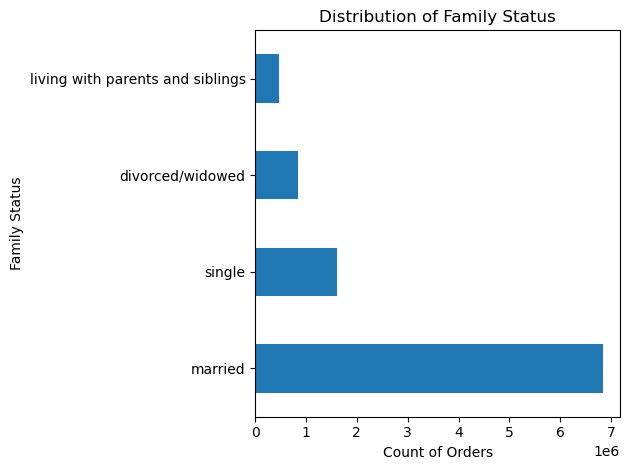 Distribution of Family Status
living with parents and siblings
divorced/widowed
single
married
Family Status
0 1 2 3 4 5 6 7
1e6
Count of Orders